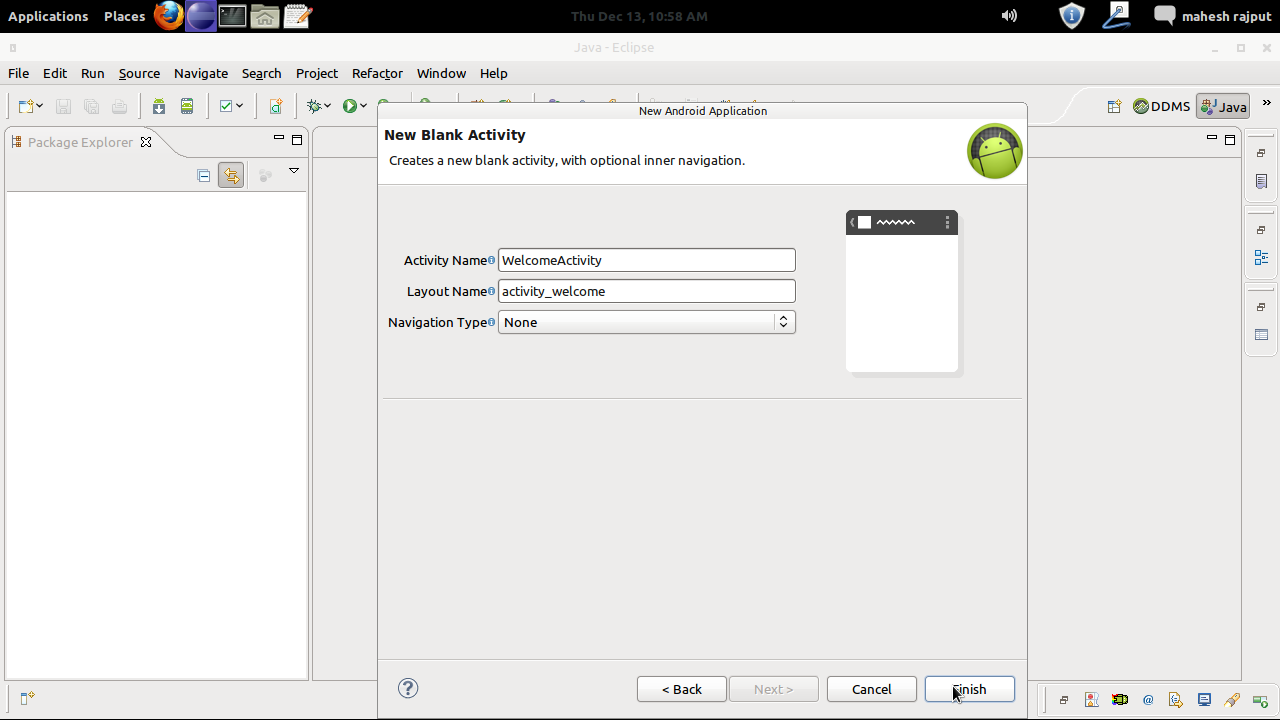 Applications Places Thu Dec 13, 10:58 AM mahesh rajput
Java - Eclipse
File Edit Run Source Navigate Search Project Refactor Window Help
DDMS Java
New Android Application
Package Explorer
New Blank Activity
Creates a new blank activity, with optional inner navigation.
Activity Name WelcomeActivity
Layout Name activity_welcome
Navigation Type None
< Back Next > Cancel Finish